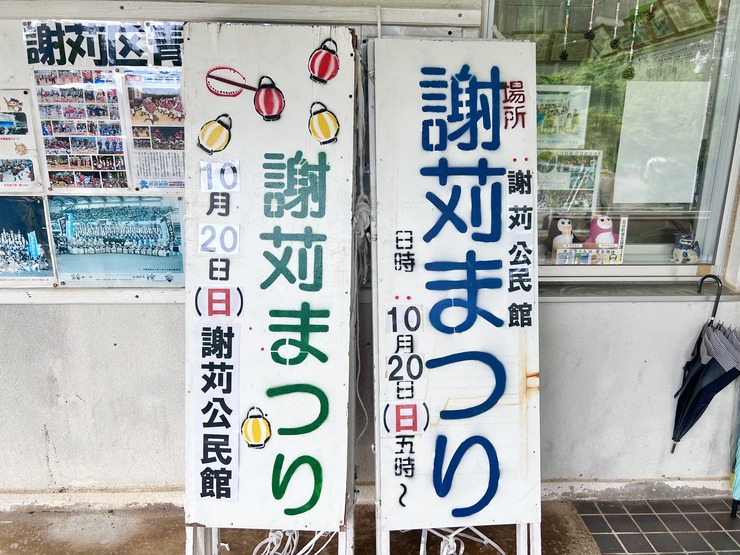 謝苅区青
謝苅まつり
10月20日(日)
謝苅公民館
場所:謝苅公民館
謝苅まつり
日時:10月20日(日)五時~